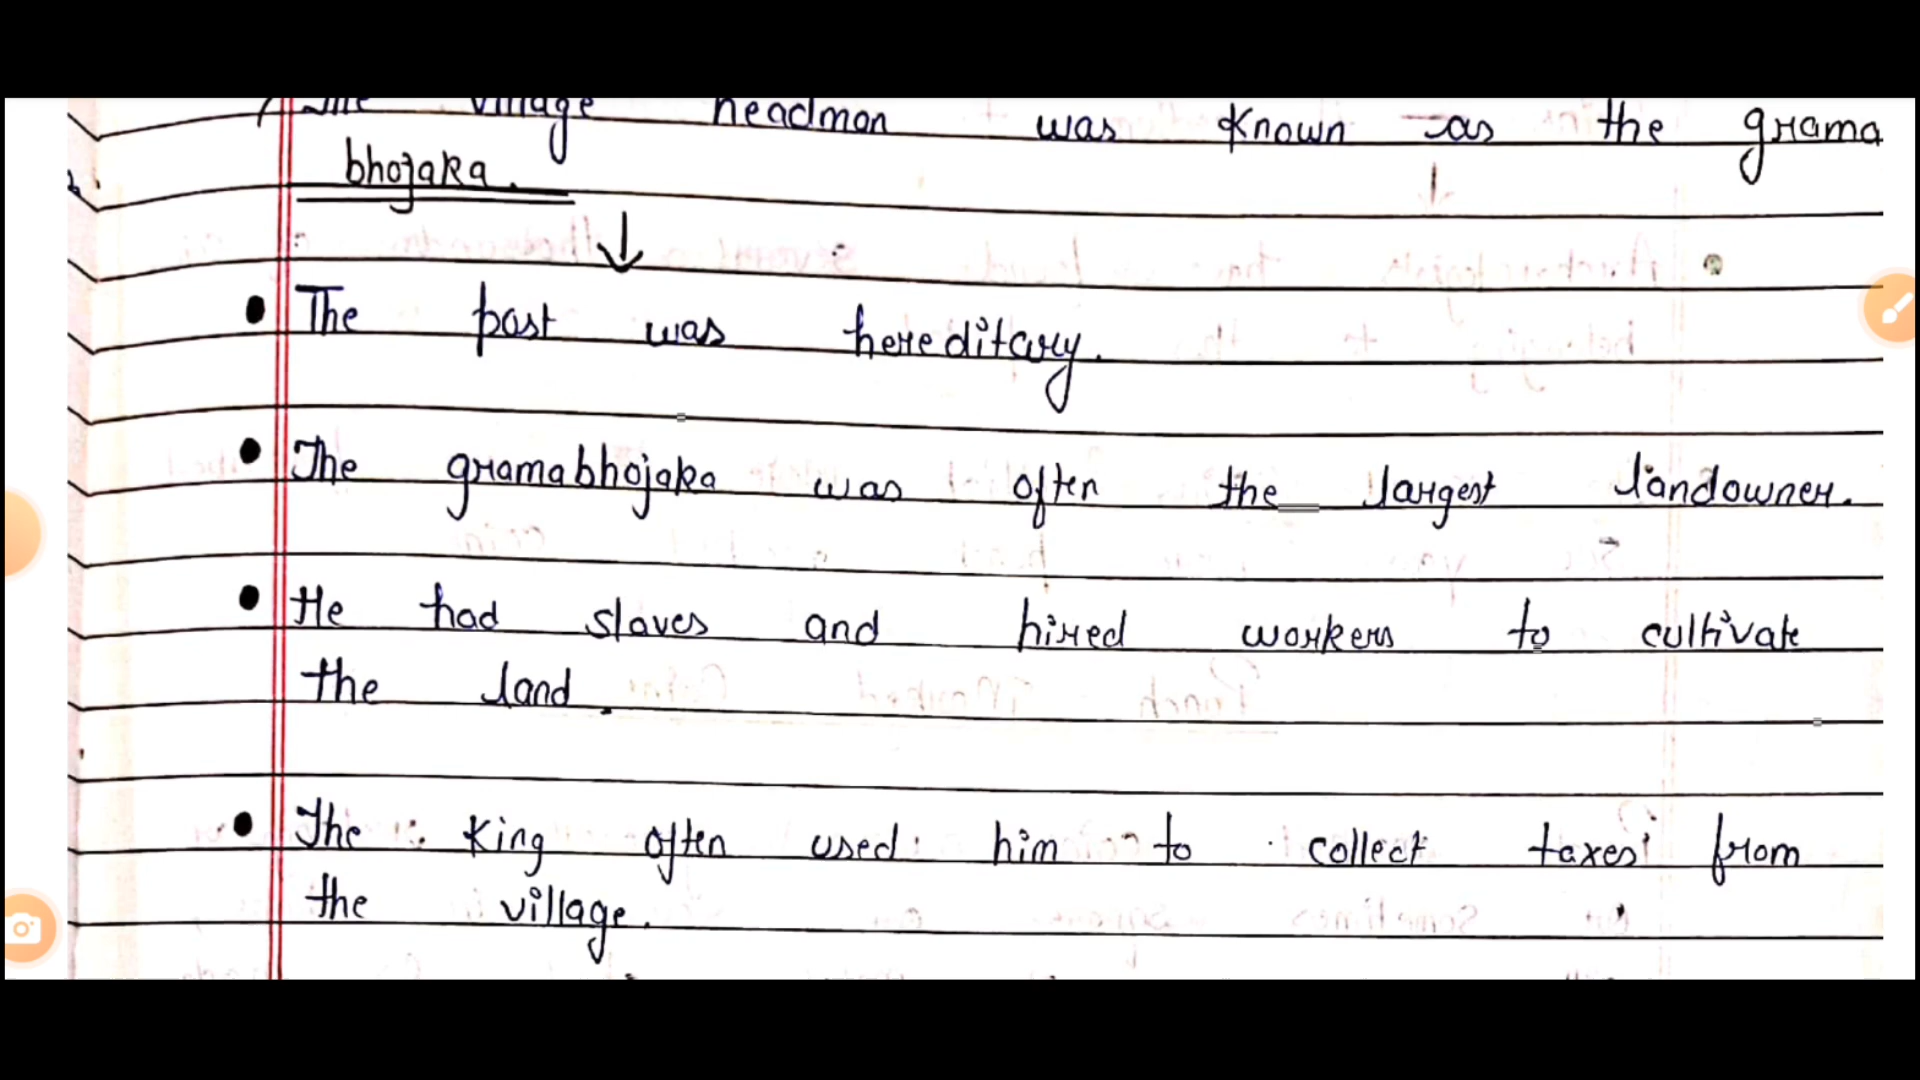 The village headman was known as the grama
bhojaka.
The post was hereditary.
The gramabhojaka was often the largest landowner.
He had slaves and hired workers to cultivate
the land.
The King often used him to collect taxes from
the village.